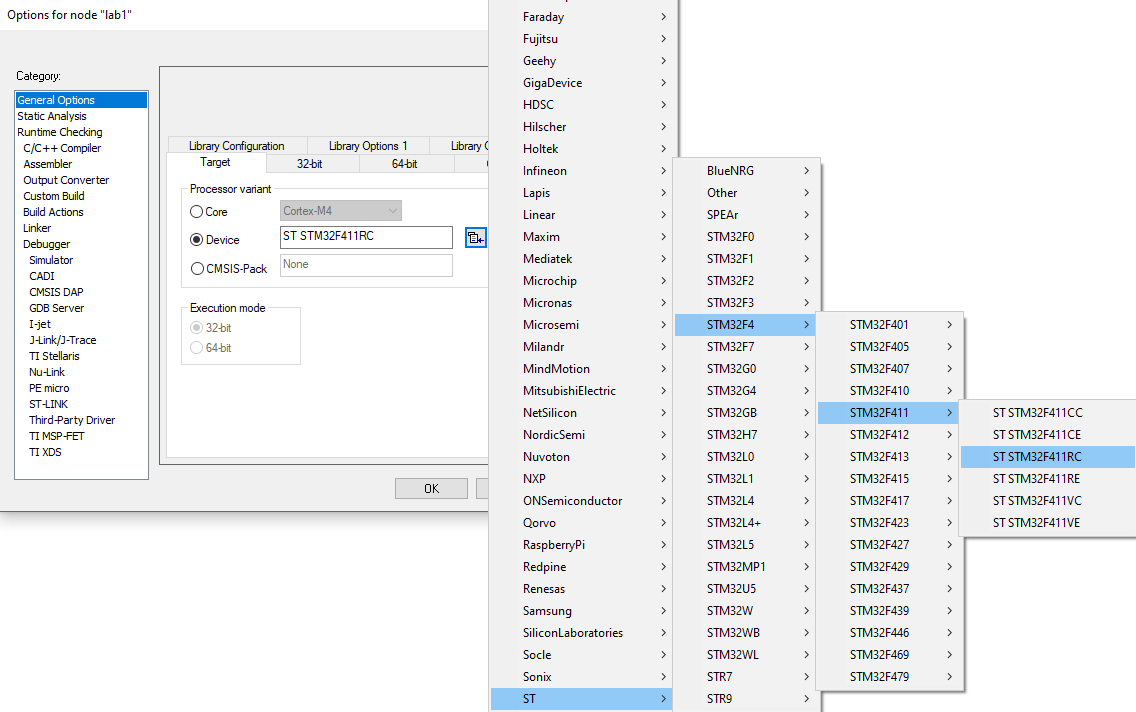 Options for node "lab1"
Category:
General Options
Static Analysis
Runtime Checking
C/C++ Compiler
Assembler
Output Converter
Custom Build
Build Actions
Linker
Debugger
Simulator
CADI
CMSIS DAP
GDB Server
I-jet
J-Link/J-Trace
TI Stellaris
Nu-Link
PE micro
ST-LINK
Third-Party Driver
TI MSP-FET
TI XDS
Library Configuration
Library Options 1
Library
Target
32-bit
64-bit
Processor variant
Core
Cortex-M4
Device
ST STM32F411RC
CMSIS-Pack
None
Execution mode
32-bit
64-bit
OK
Faraday
Fujitsu
Geehy
GigaDevice
HDSC
Hilscher
Holtek
Infineon
Lapis
Linear
Maxim
Mediatek
Microchip
Micronas
Microsemi
Milandr
MindMotion
MitsubishiElectric
NetSilicon
NordicSemi
Nuvoton
NXP
ONSemiconductor
Qorvo
RaspberryPi
Redpine
Renesas
Samsung
SiliconLaboratories
Socle
Sonix
ST
BlueNRG
Other
SPEAr
STM32F0
STM32F1
STM32F2
STM32F3
STM32F4
STM32F7
STM32G0
STM32G4
STM32GB
STM32H7
STM32L0
STM32L1
STM32L4
STM32L4+
STM32L5
STM32MP1
STM32U5
STM32W
STM32WB
STM32WL
STR7
STR9
STM32F401
STM32F405
STM32F407
STM32F410
STM32F411
STM32F412
STM32F413
STM32F415
STM32F417
STM32F423
STM32F427
STM32F429
STM32F437
STM32F439
STM32F446
STM32F469
STM32F479
ST STM32F411CC
ST STM32F411CE
ST STM32F411RC
ST STM32F411RE
ST STM32F411VC
ST STM32F411VE